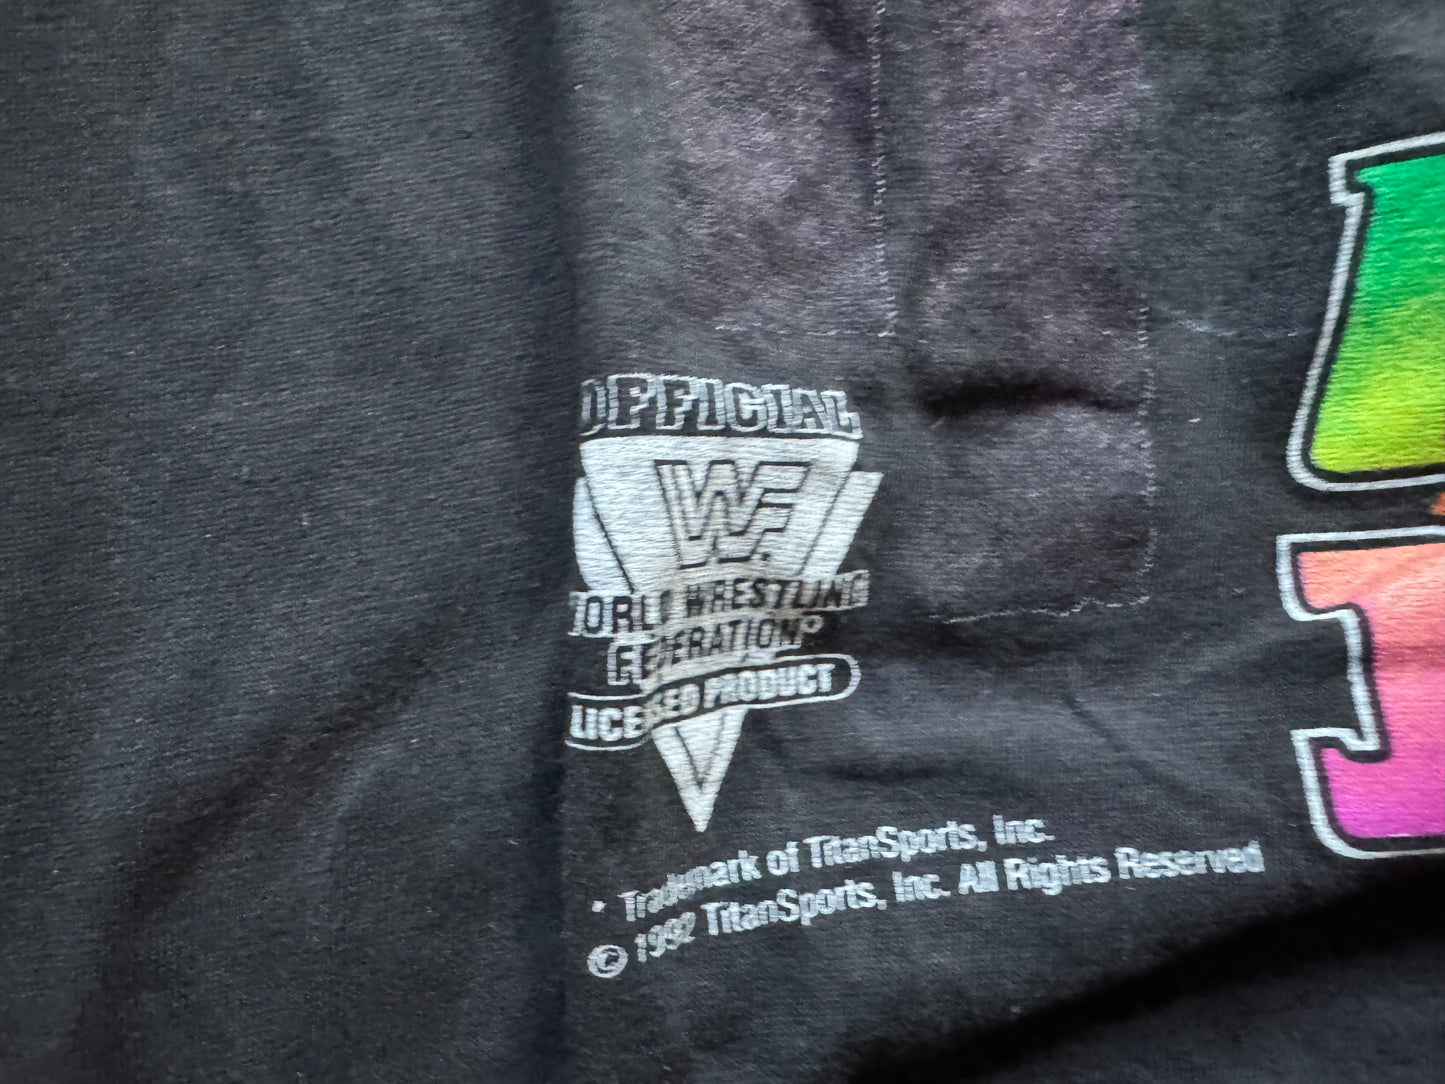 OFFICIAL
WF
WORLD WRESTLING
FEDERATION®
LICENSED PRODUCT
* Trademark of TitanSports, Inc.
© 1992 TitanSports, Inc. All Rights Reserved